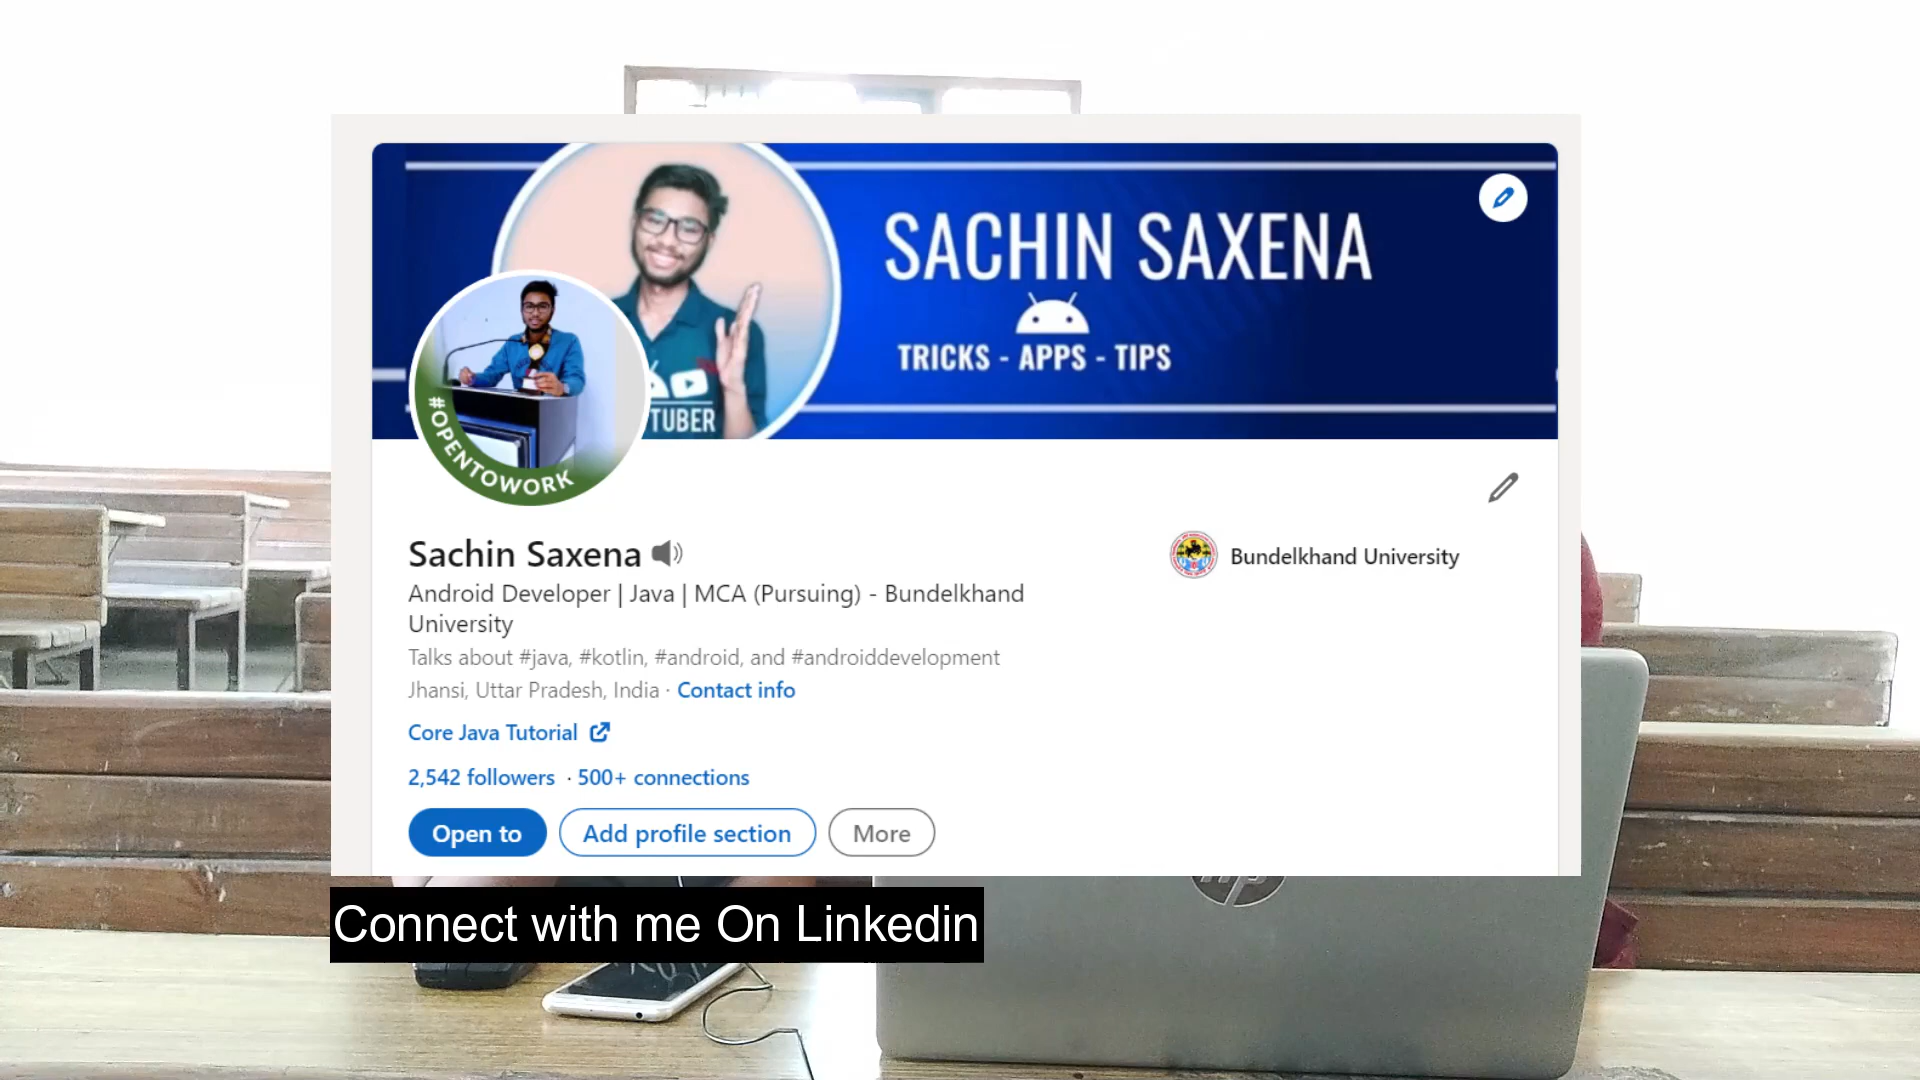 SACHIN SAXENA
TRICKS - APPS - TIPS
TUBER
#OPENTOWORK
Sachin Saxena
Bundelkhand University
Android Developer | Java | MCA (Pursuing) - Bundelkhand
University
Talks about #java, #kotlin, #android, and #androiddevelopment
Jhansi, Uttar Pradesh, India · Contact info
Core Java Tutorial
2,542 followers · 500+ connections
Open to
Add profile section
More
hp
Connect with me On Linkedin